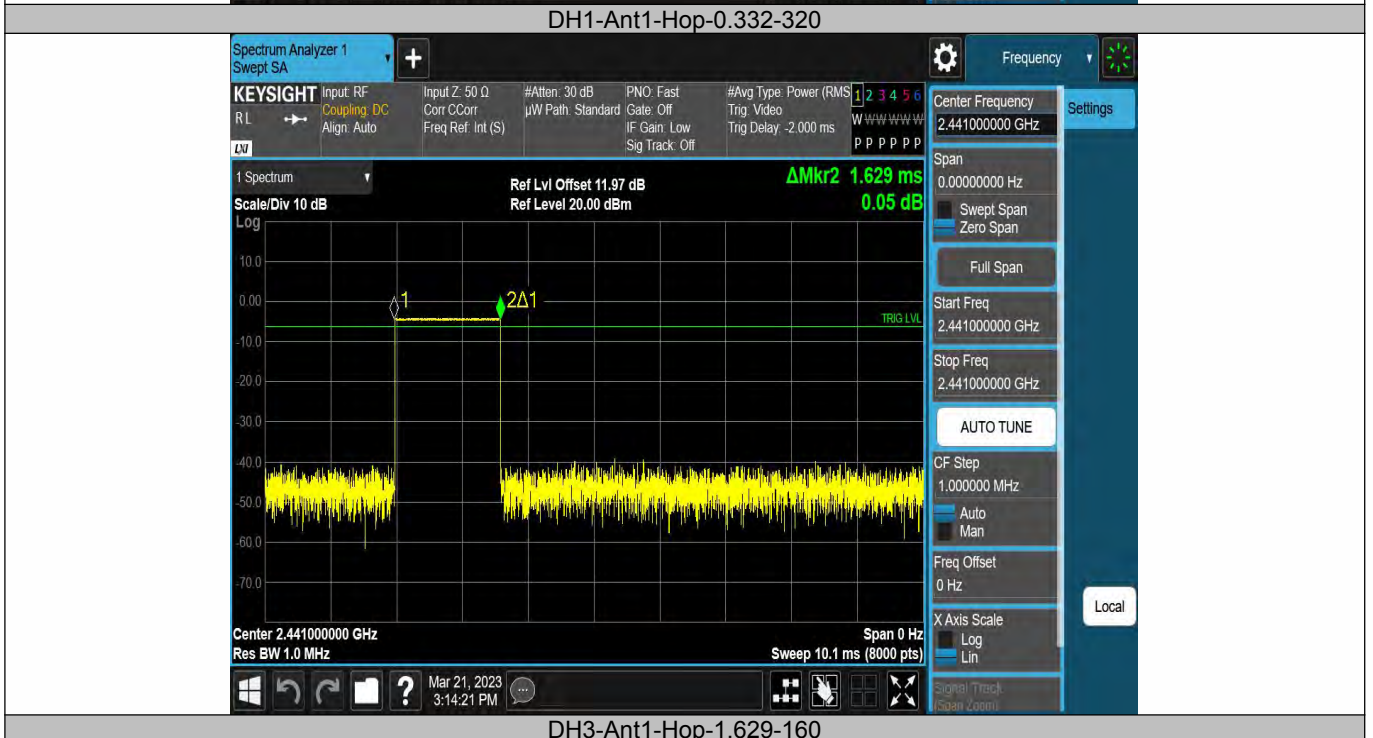 DH1-Ant1-Hop-0.332-320
Spectrum Analyzer 1
Swept SA
+
Frequency
KEYSIGHT
RL
LXI
Input: RF
Coupling: DC
Align: Auto
Input Z: 50 Ω
Corr CCorr
Freq Ref: Int (S)
#Atten: 30 dB
µW Path: Standard
PNO: Fast
Gate: Off
IF Gain: Low
Sig Track: Off
#Avg Type: Power (RMS
Trig: Video
Trig Delay: -2.000 ms
1 2 3 4 5 6
W W W W W W
P P P P P P
1 Spectrum
Scale/Div 10 dB
Ref Lvl Offset 11.97 dB
Ref Level 20.00 dBm
ΔMkr2 1.629 ms
0.05 dB
Log
10.0
0.00
-10.0
-20.0
-30.0
-40.0
-50.0
-60.0
-70.0
1
2Δ1
TRIG LVL
Center 2.441000000 GHz
Res BW 1.0 MHz
Span 0 Hz
Sweep 10.1 ms (8000 pts)
Center Frequency
2.441000000 GHz
Settings
Span
0.00000000 Hz
Swept Span
Zero Span
Full Span
Start Freq
2.441000000 GHz
Stop Freq
2.441000000 GHz
AUTO TUNE
CF Step
1.000000 MHz
Auto
Man
Freq Offset
0 Hz
X Axis Scale
Log
Lin
Local
Signal Track
(Span Zoom)
?
Mar 21, 2023
3:14:21 PM
DH3-Ant1-Hop-1.629-160